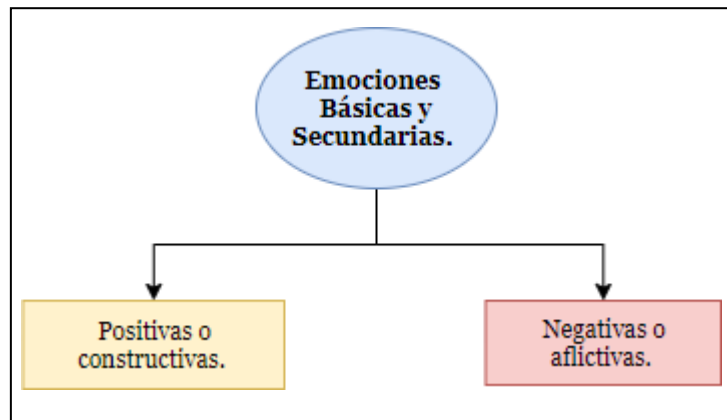 Emociones
Básicas y
Secundarias.
Positivas o
constructivas.
Negativas o
aflictivas.